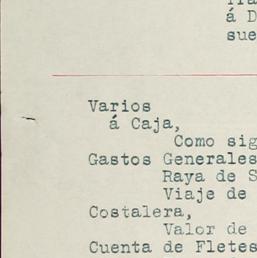 á D
sue
Varios
á Caja,
Como sig
Gastos Generales
Raya de S
Viaje de
Costalera,
Valor de
Cuenta de Fletes